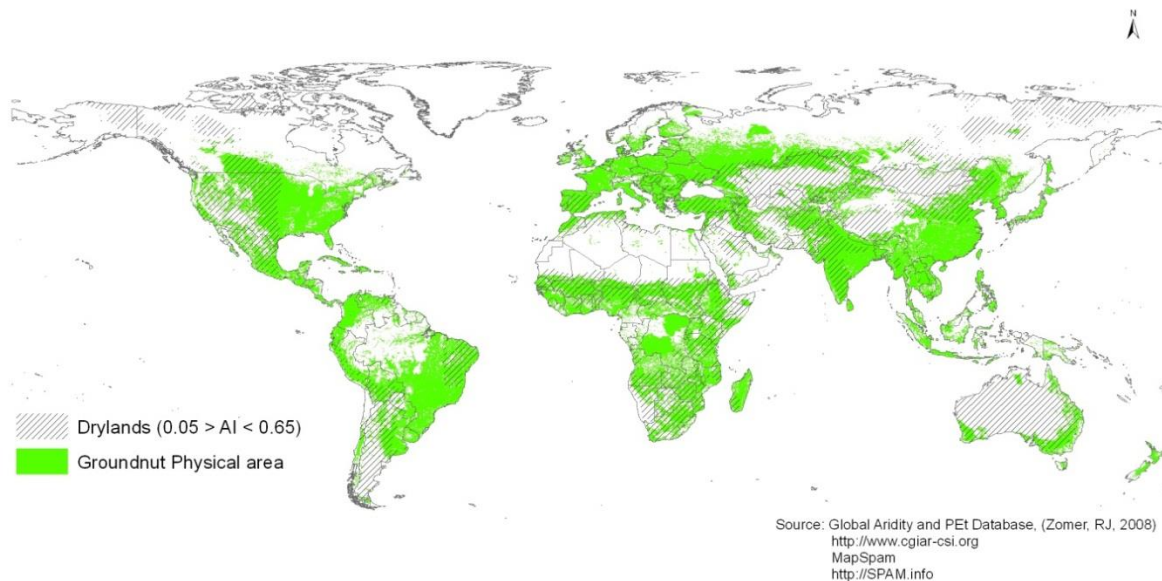 N
Drylands (0.05 > AI < 0.65)
Groundnut Physical area
Source: Global Aridity and PEt Database, (Zomer, RJ, 2008)
http://www.cgiar-csi.org
MapSpam
http://SPAM.info